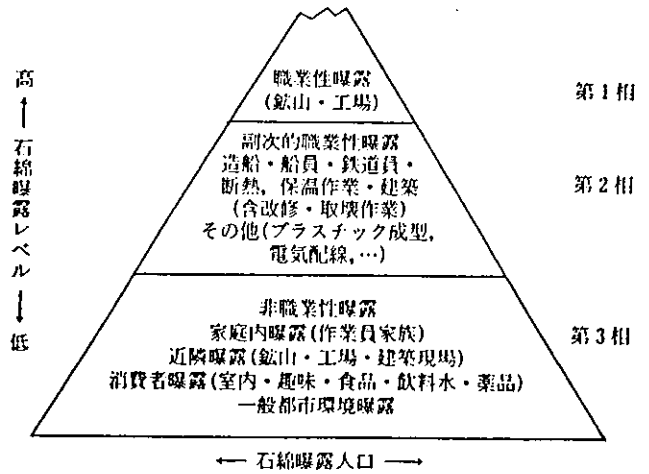 職業性曝露
(鉱山・工場)
第1相
副次的職業性曝露
造船・船員・鉄道員・
断熱,保温作業・建築
(含改修・取壊作業)
その他(プラスチック成型,
電気配線,…)
第2相
非職業性曝露
家庭内曝露(作業員家族)
近隣曝露(鉱山・工場・建築現場)
消費者曝露(室内・趣味・食品・飲料水・薬品)
一般都市環境曝露
第3相
高 ← 石綿曝露レベル → 低
← 石綿曝露人口 →